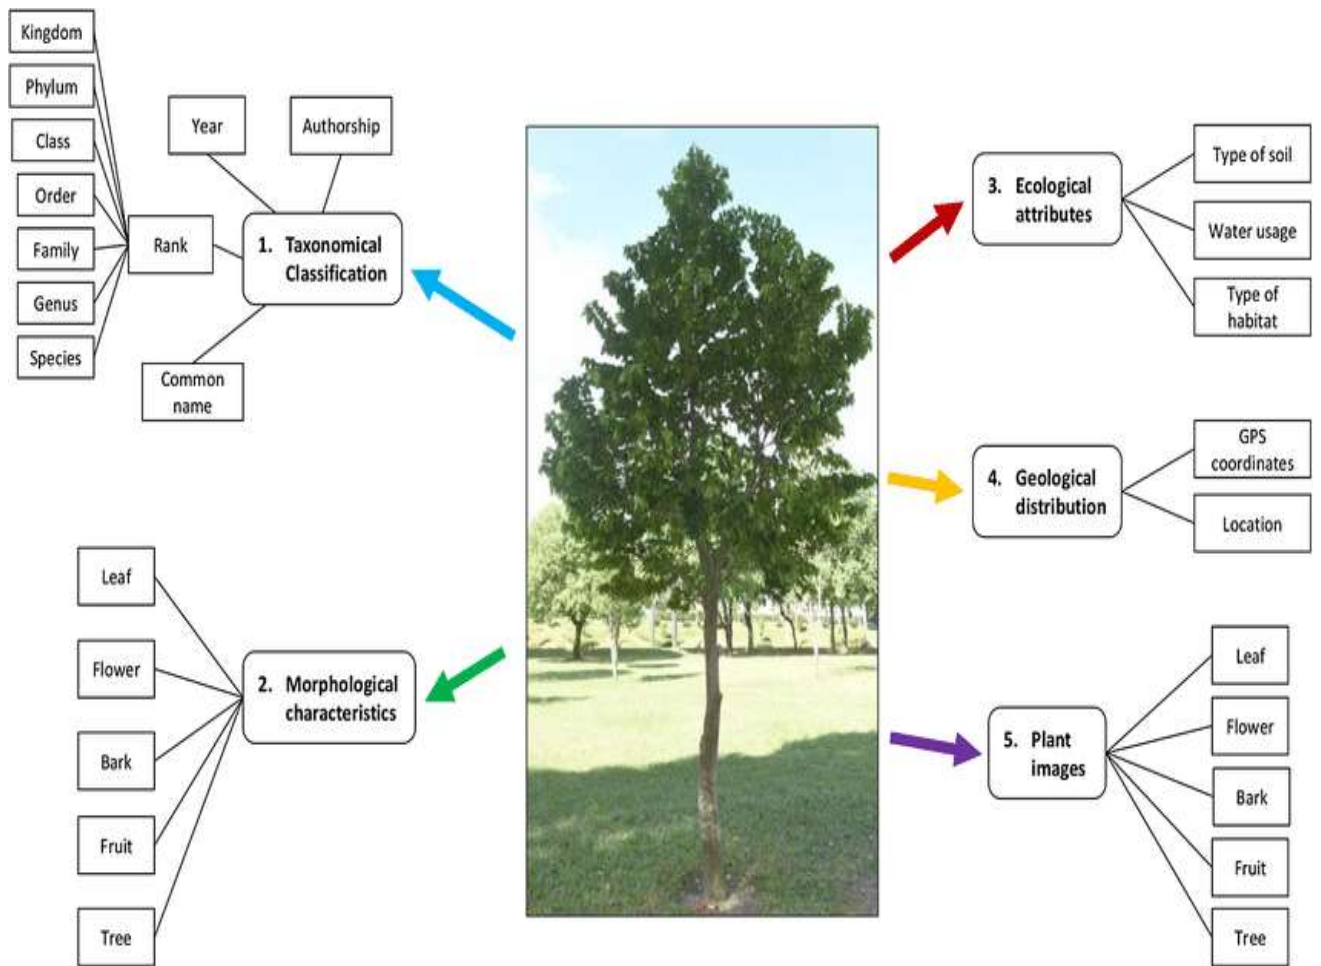 Kingdom
Phylum
Class
Order
Family
Genus
Species
Rank
Year
Authorship
1. Taxonomical
Classification
Common
name
Leaf
Flower
Bark
Fruit
Tree
2. Morphological
characteristics
3. Ecological
attributes
Type of soil
Water usage
Type of
habitat
4. Geological
distribution
GPS
coordinates
Location
5. Plant
images
Leaf
Flower
Bark
Fruit
Tree